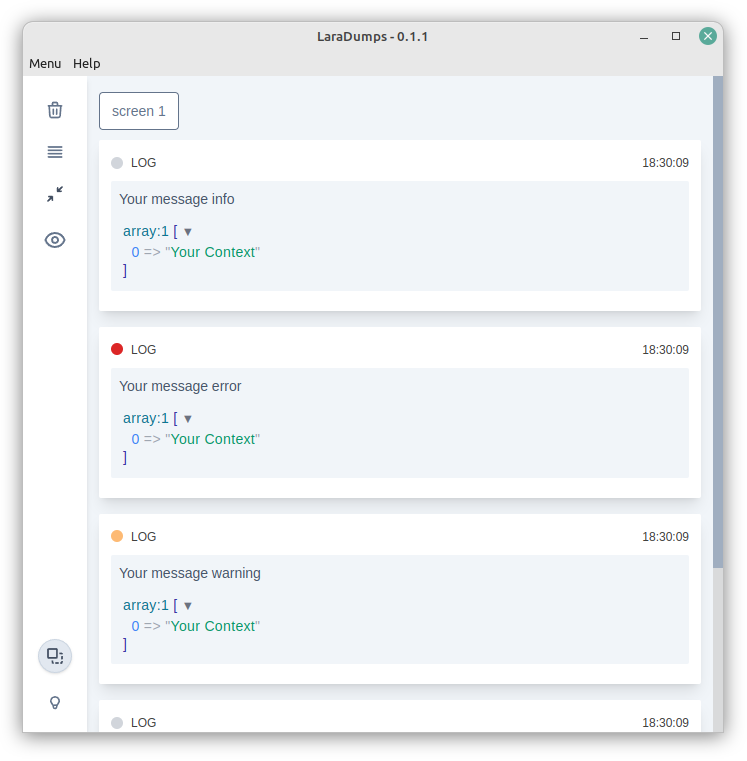 LaraDumps - 0.1.1
Menu Help
screen 1
LOG 18:30:09
Your message info
array:1 [ ▼
0 => "Your Context"
]
LOG 18:30:09
Your message error
array:1 [ ▼
0 => "Your Context"
]
LOG 18:30:09
Your message warning
array:1 [ ▼
0 => "Your Context"
]
LOG 18:30:09